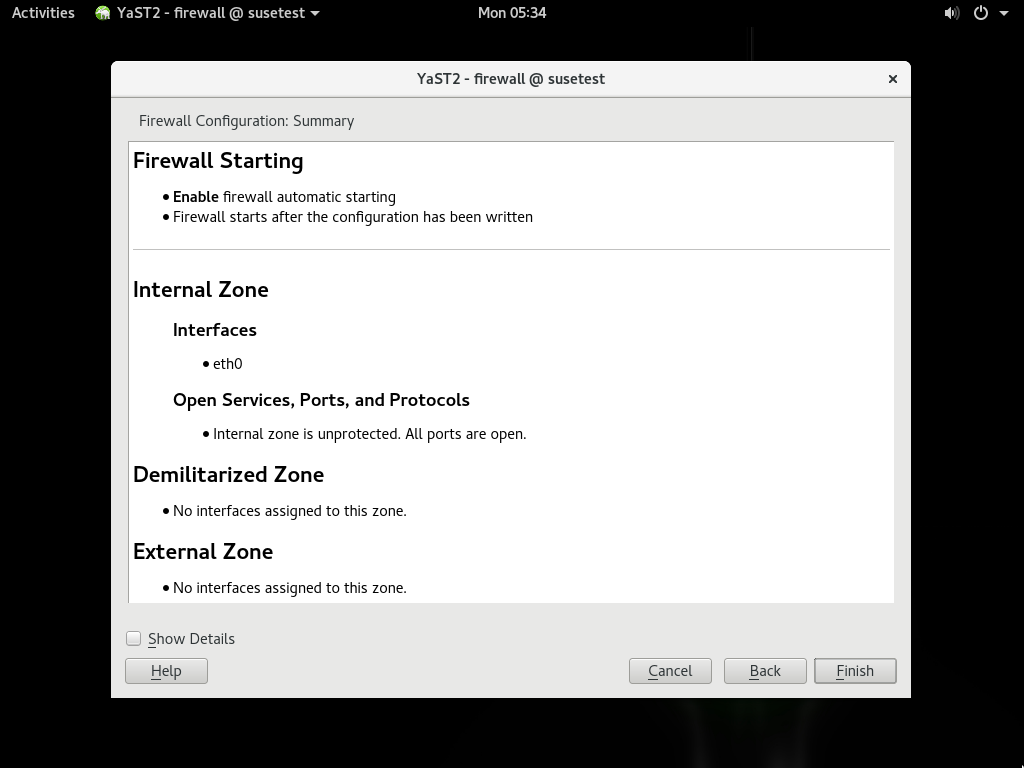 Activities YaST2 - firewall @ susetest Mon 05:34
YaST2 - firewall @ susetest
Firewall Configuration: Summary
Firewall Starting
Enable firewall automatic starting
Firewall starts after the configuration has been written
Internal Zone
Interfaces
eth0
Open Services, Ports, and Protocols
Internal zone is unprotected. All ports are open.
Demilitarized Zone
No interfaces assigned to this zone.
External Zone
No interfaces assigned to this zone.
Show Details
Help Cancel Back Finish